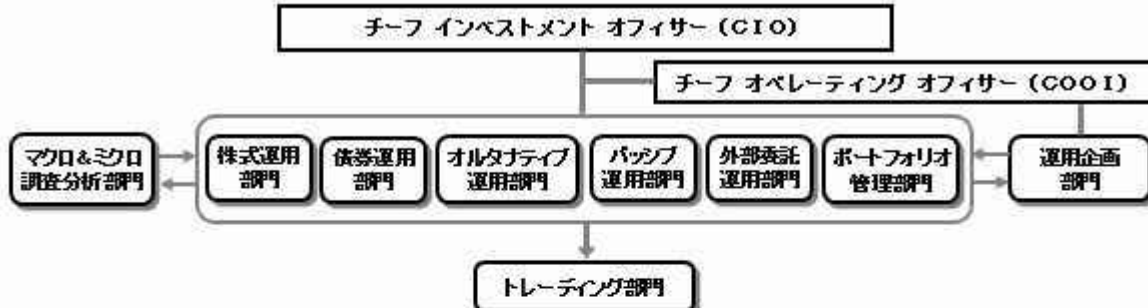 チーフ インベストメント オフィサー (CIO)
チーフ オペレーティング オフィサー (COOI)
マクロ&ミクロ
調査分析部門
株式運用
部門
債券運用
部門
オルタナティブ
運用部門
パッシブ
運用部門
外部委託
運用部門
ポートフォリオ
管理部門
運用企画
部門
トレーディング部門